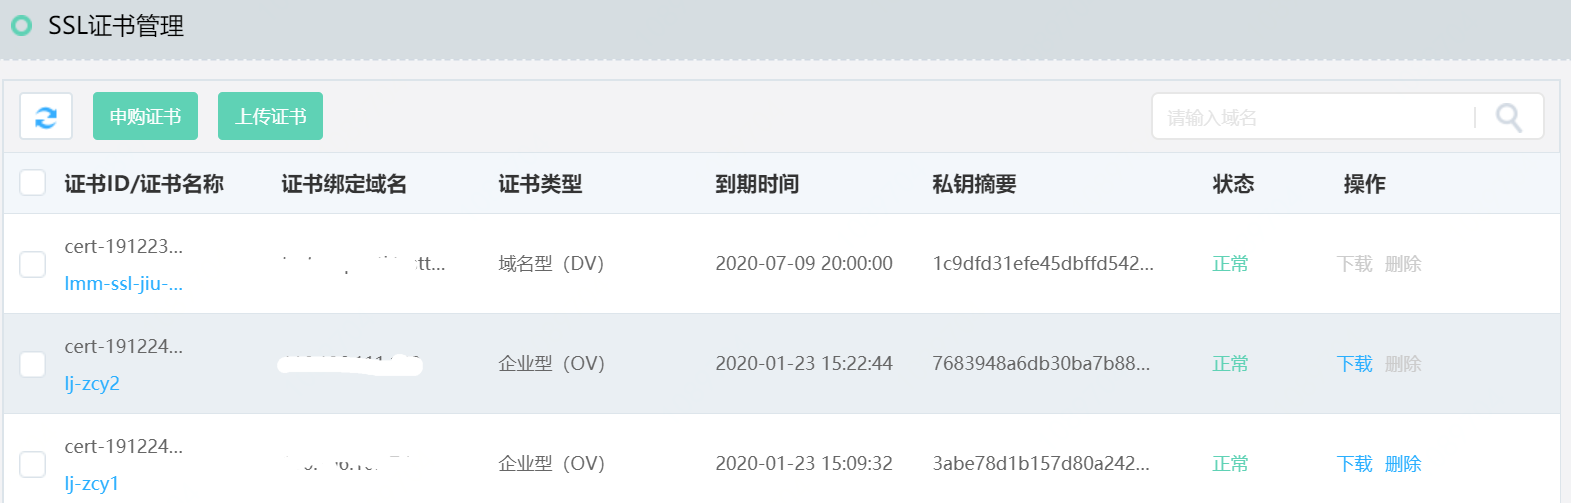 SSL证书管理
申购证书 上传证书 请输入域名
证书ID/证书名称 证书绑定域名 证书类型 到期时间 私钥摘要 状态 操作
cert-191223...
stt... 域名型（DV） 2020-07-09 20:00:00 1c9dfd31efe45dbffd542... 正常 下载 删除
lmm-ssl-jiu-...
cert-191224...
企业型（OV） 2020-01-23 15:22:44 7683948a6db30ba7b88... 正常 下载 删除
lj-zcy2
cert-191224...
企业型（OV） 2020-01-23 15:09:32 3abe78d1b157d80a242... 正常 下载 删除
lj-zcy1